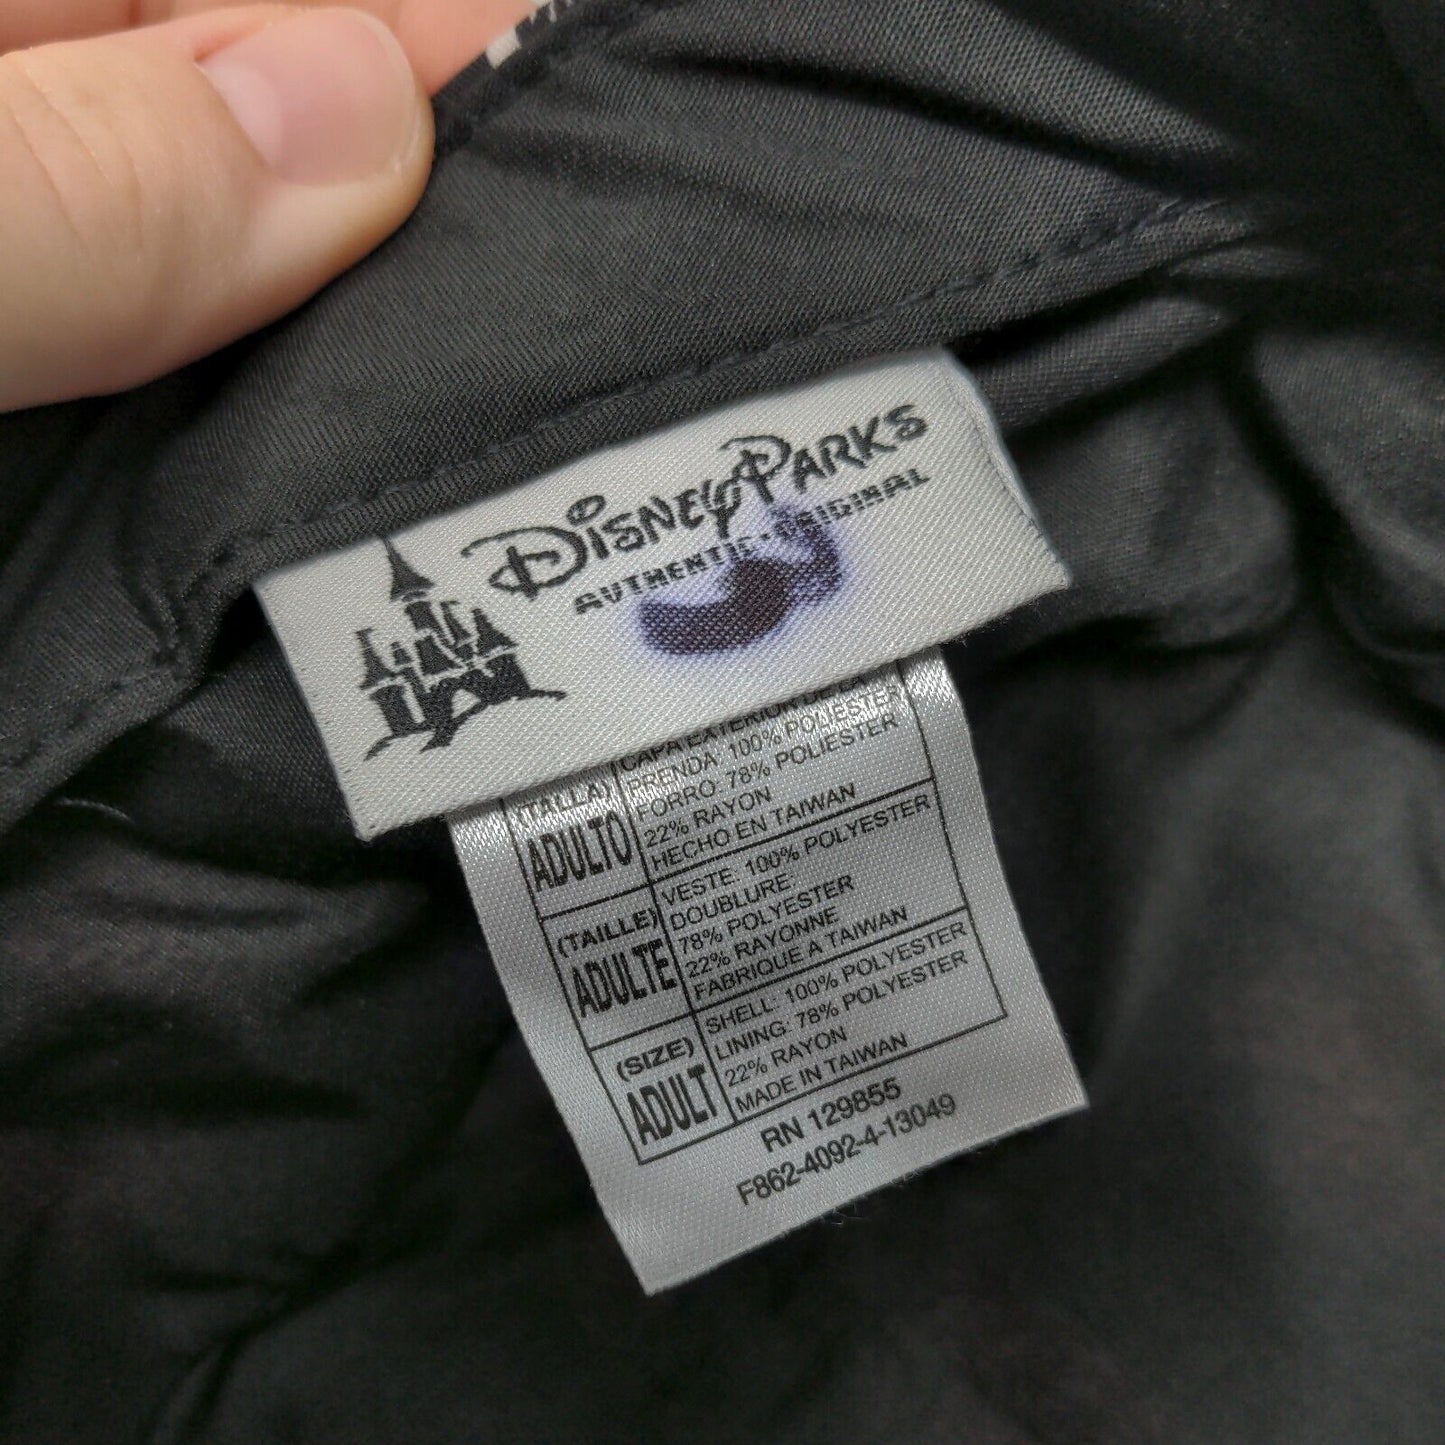 Disney Parks
AUTHENTIC • ORIGINAL
(TALLA)
ADULTO
CAPA EXTERIOR DE LA
PRENDA: 100% POLIESTER
FORRO: 78% POLIESTER
22% RAYON
HECHO EN TAIWAN
(TAILLE)
ADULTE
VESTE: 100% POLYESTER
DOUBLURE:
78% POLYESTER
22% RAYONNE
FABRIQUE A TAIWAN
(SIZE)
ADULT
SHELL: 100% POLYESTER
LINING: 78% POLYESTER
22% RAYON
MADE IN TAIWAN
RN 129855
F862-4092-4-13049